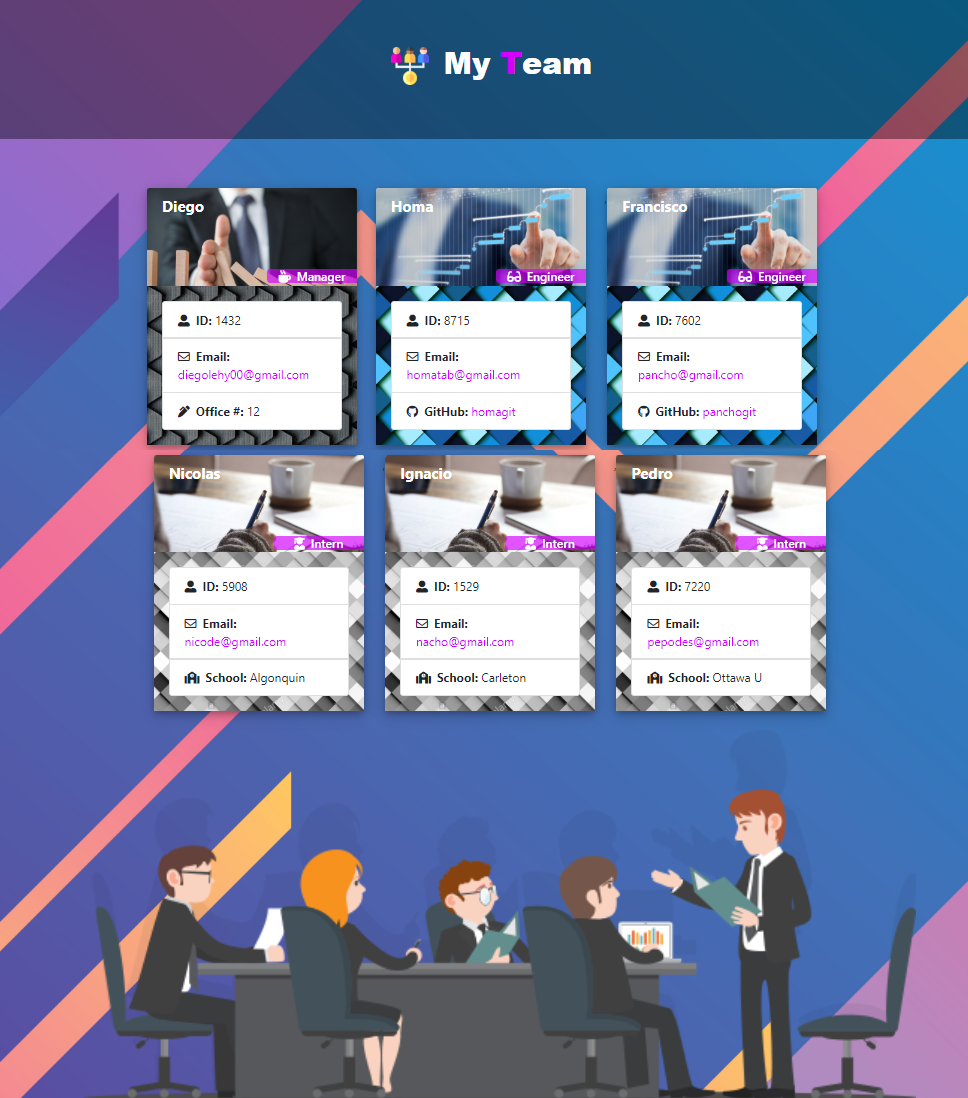 My Team
Diego
Manager
ID: 1432
Email:
diegolehy00@gmail.com
Office #: 12
Homa
Engineer
ID: 8715
Email:
homatab@gmail.com
GitHub: homagit
Francisco
Engineer
ID: 7602
Email:
pancho@gmail.com
GitHub: panchogit
Nicolas
Intern
ID: 5908
Email:
nicode@gmail.com
School: Algonquin
Ignacio
Intern
ID: 1529
Email:
nacho@gmail.com
School: Carleton
Pedro
Intern
ID: 7220
Email:
pepodes@gmail.com
School: Ottawa U